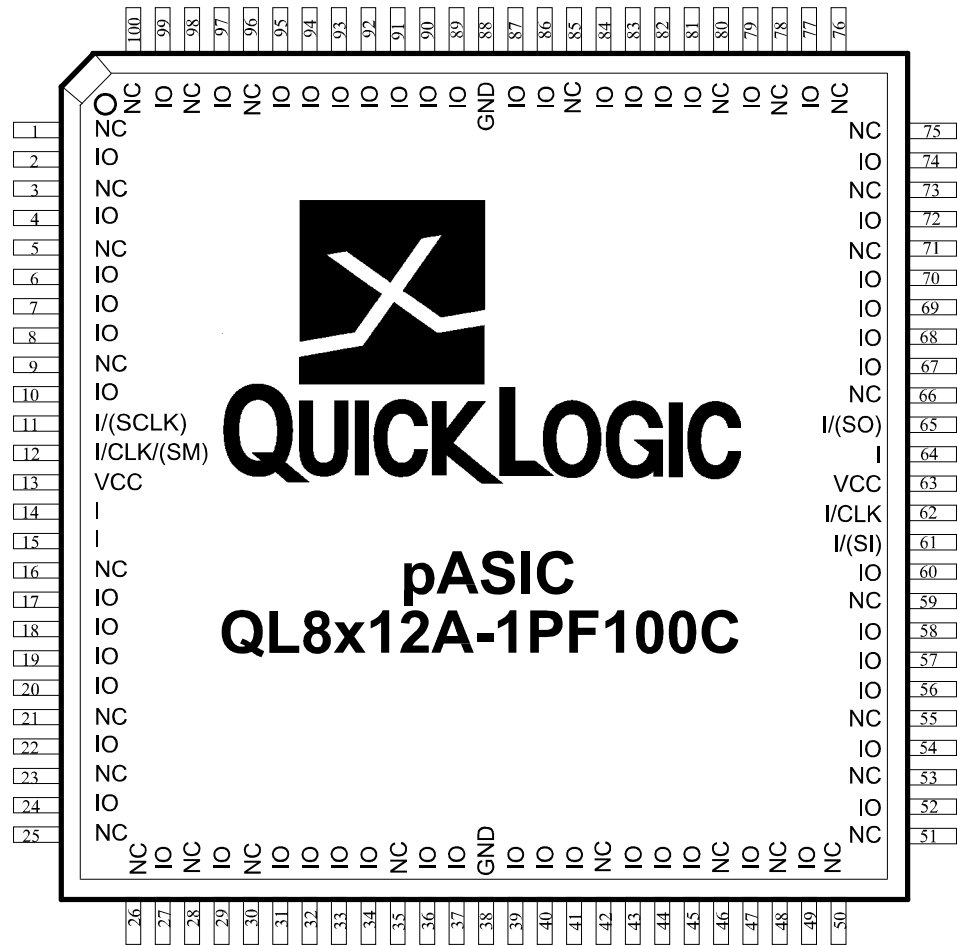 100 99 98 97 96 95 94 93 92 91 90 89 88 87 86 85 84 83 82 81 80 79 78 77 76
NC IO NC IO NC IO IO IO IO IO IO IO GND IO IO NC IO IO IO IO NC IO NC IO NC
1 NC NC 75
2 IO IO 74
3 NC NC 73
4 IO IO 72
5 NC NC 71
6 IO IO 70
7 IO IO 69
8 IO IO 68
9 NC IO 67
10 IO NC 66
11 I/(SCLK) I/(SO) 65
12 I/CLK/(SM) I 64
QUICKLOGIC
13 VCC VCC 63
14 I I/CLK 62
15 I I/(SI) 61
16 NC IO 60
pASIC
17 IO NC 59
18 IO IO 58
QL8x12A-1PF100C
19 IO IO 57
20 IO IO 56
21 NC NC 55
22 IO IO 54
23 NC NC 53
24 IO IO 52
25 NC NC 51
NC IO NC IO NC IO IO IO IO NC IO IO GND IO IO IO NC IO IO IO NC IO NC IO NC
26 27 28 29 30 31 32 33 34 35 36 37 38 39 40 41 42 43 44 45 46 47 48 49 50